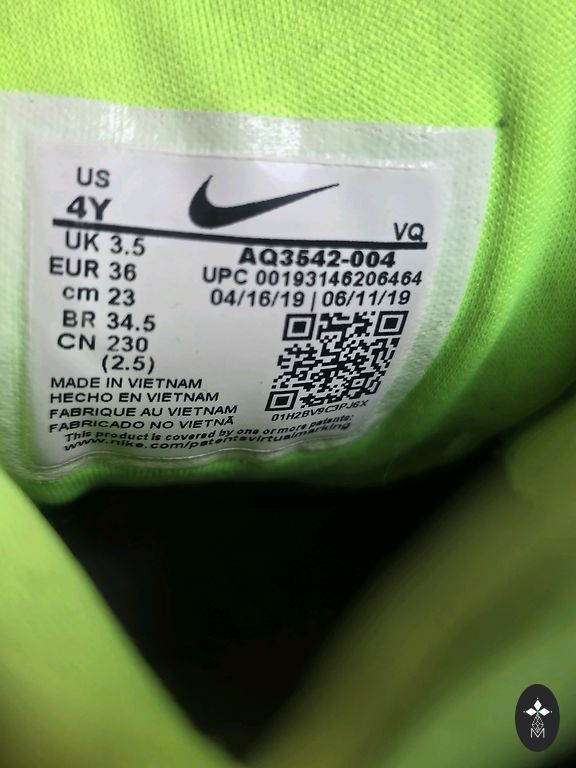 US
4Y
VQ
UK 3.5
EUR 36
cm 23
BR 34.5
CN 230
(2.5)
AQ3542-004
UPC 00193146206464
04/16/19 | 06/11/19
01H2BV9C3PJ6X
MADE IN VIETNAM
HECHO EN VIETNAM
FABRIQUE AU VIETNAM
FABRICADO NO VIETNÃ
This product is covered by one or more patents:
www.nike.com/patentsvirtualmarking
M